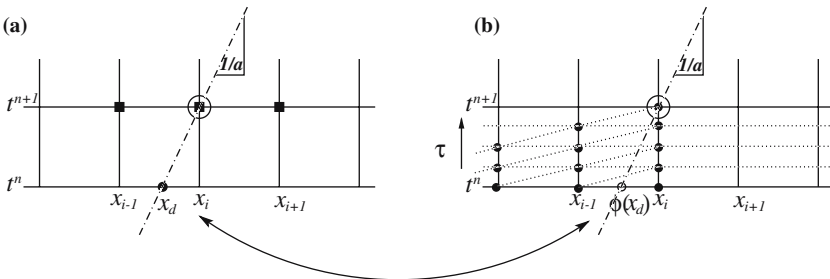 (a)
1/a
t^{n+1}
t^n
x_{i-1}
x_d
x_i
x_{i+1}
(b)
1/a
t^{n+1}
τ
t^n
x_{i-1}
ϕ(x_d)
x_i
x_{i+1}